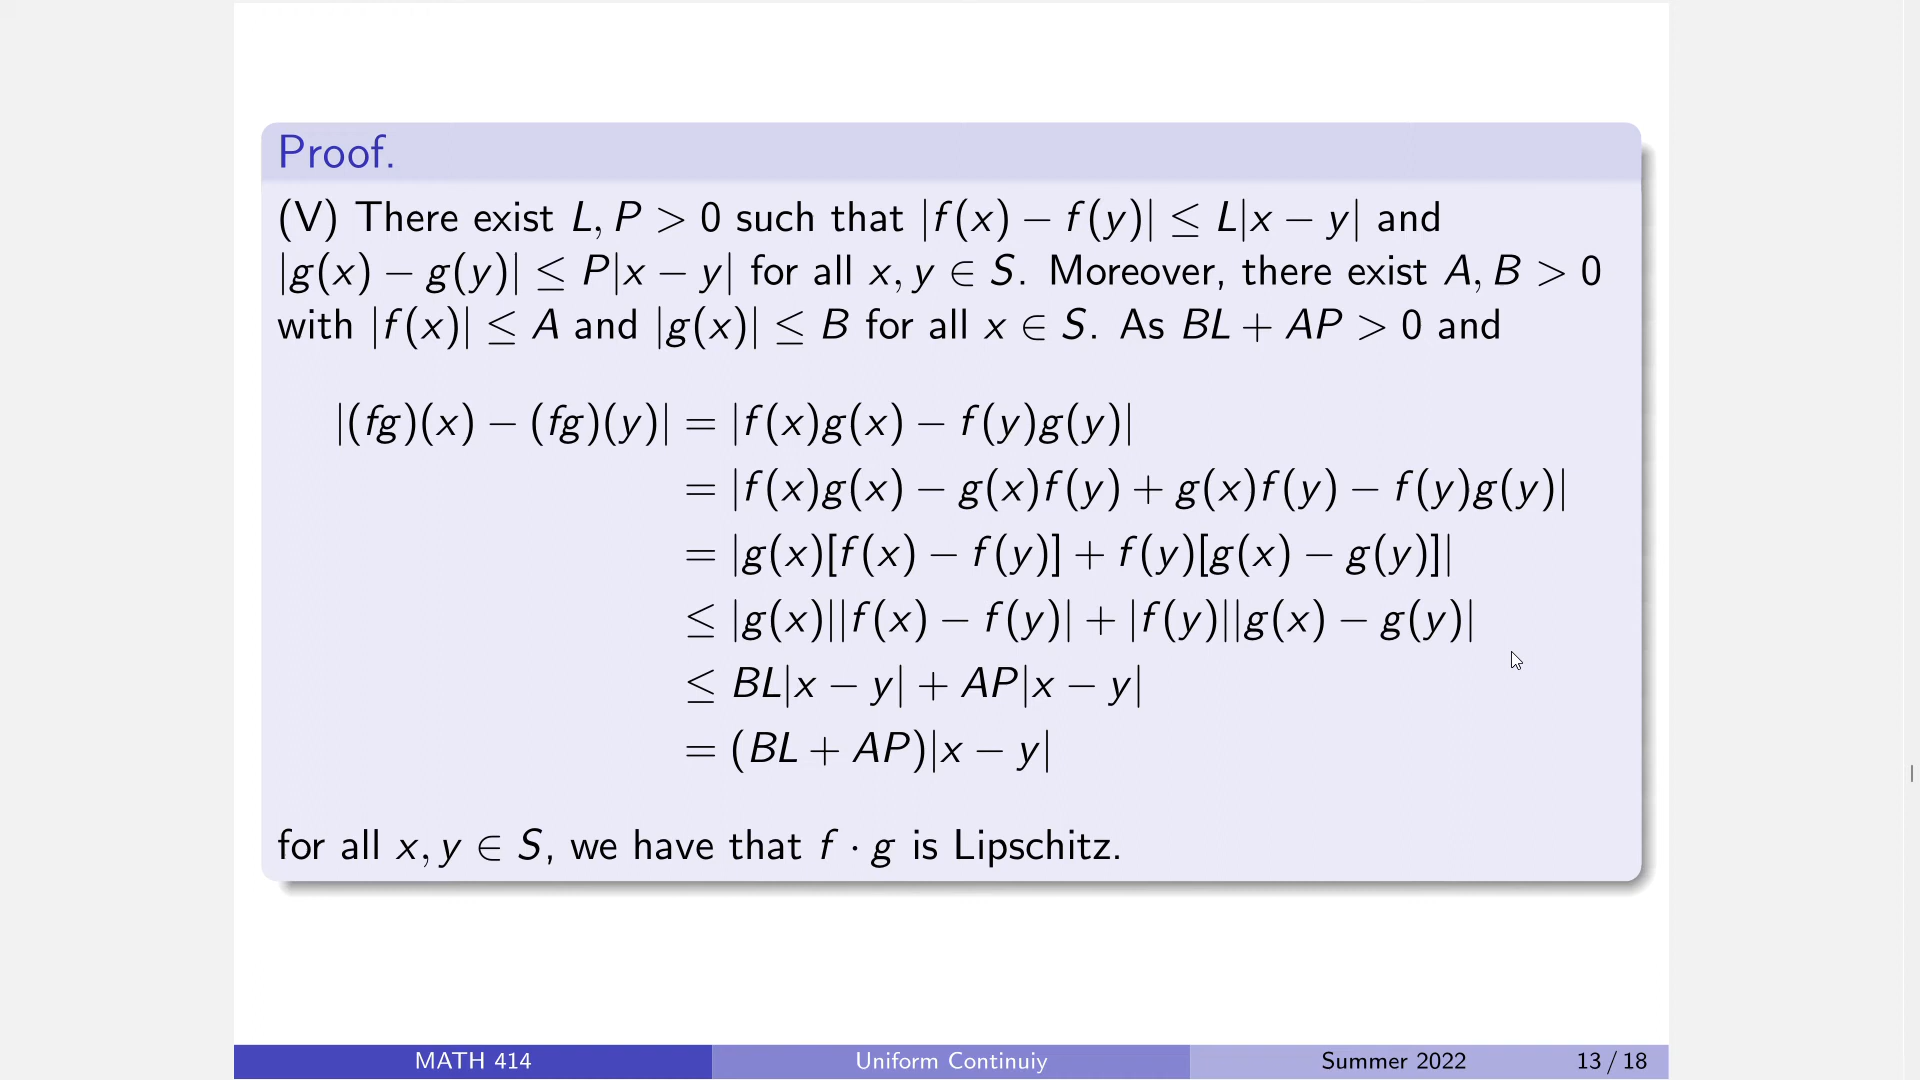 Proof.
(V) There exist L, P > 0 such that |f(x) − f(y)| ≤ L|x − y| and
|g(x) − g(y)| ≤ P|x − y| for all x, y ∈ S. Moreover, there exist A, B > 0
with |f(x)| ≤ A and |g(x)| ≤ B for all x ∈ S. As BL + AP > 0 and
|(fg)(x) − (fg)(y)| = |f(x)g(x) − f(y)g(y)|
= |f(x)g(x) − g(x)f(y) + g(x)f(y) − f(y)g(y)|
= |g(x)[f(x) − f(y)] + f(y)[g(x) − g(y)]|
≤ |g(x)||f(x) − f(y)| + |f(y)||g(x) − g(y)|
≤ BL|x − y| + AP|x − y|
= (BL + AP)|x − y|
for all x, y ∈ S, we have that f · g is Lipschitz.
MATH 414 Uniform Continuiy Summer 2022 13 / 18